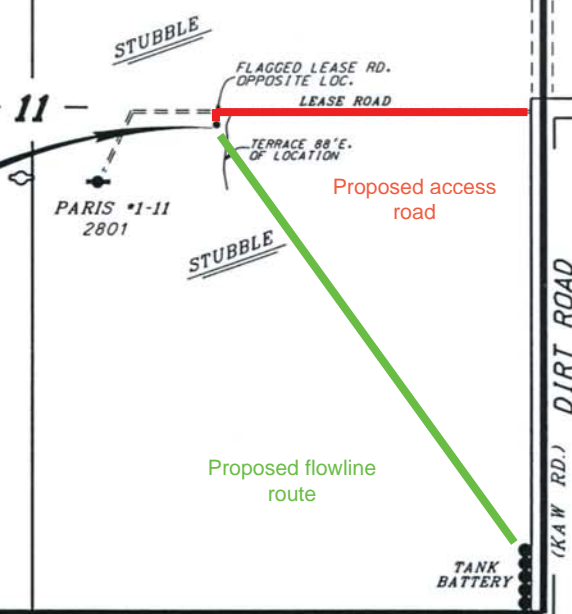 STUBBLE
FLAGGED LEASE RD.
OPPOSITE LOC.
LEASE ROAD
- 11 -
TERRACE 88'E.
OF LOCATION
Proposed access
road
PARIS #1-11
2801
STUBBLE
(KAW RD.) DIRT ROAD
Proposed flowline
route
TANK
BATTERY